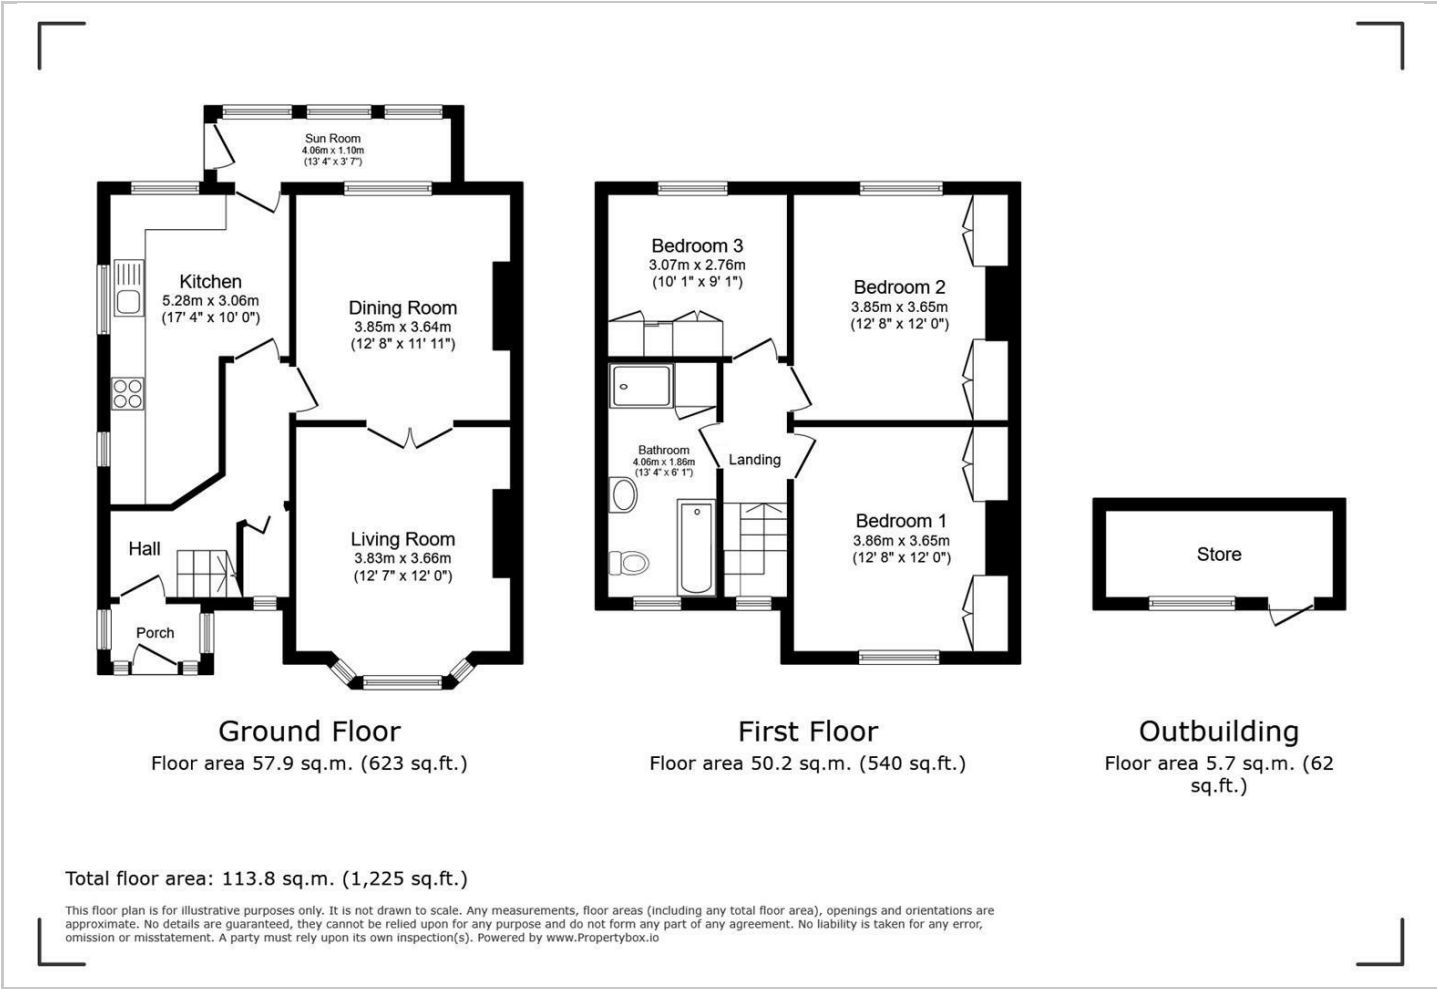 Sun Room
4.06m x 1.10m
(13' 4" x 3' 7")
Kitchen
5.28m x 3.06m
(17' 4" x 10' 0")
Dining Room
3.85m x 3.64m
(12' 8" x 11' 11")
Living Room
3.83m x 3.66m
(12' 7" x 12' 0")
Hall
Porch
Bedroom 3
3.07m x 2.76m
(10' 1" x 9' 1")
Bedroom 2
3.85m x 3.65m
(12' 8" x 12' 0")
Bathroom
4.06m x 1.86m
(13' 4" x 6' 1")
Landing
Bedroom 1
3.86m x 3.65m
(12' 8" x 12' 0")
Store
Ground Floor
Floor area 57.9 sq.m. (623 sq.ft.)
First Floor
Floor area 50.2 sq.m. (540 sq.ft.)
Outbuilding
Floor area 5.7 sq.m. (62
sq.ft.)
Total floor area: 113.8 sq.m. (1,225 sq.ft.)
This floor plan is for illustrative purposes only. It is not drawn to scale. Any measurements, floor areas (including any total floor area), openings and orientations are
approximate. No details are guaranteed, they cannot be relied upon for any purpose and do not form any part of any agreement. No liability is taken for any error,
omission or misstatement. A party must rely upon its own inspection(s). Powered by www.Propertybox.io